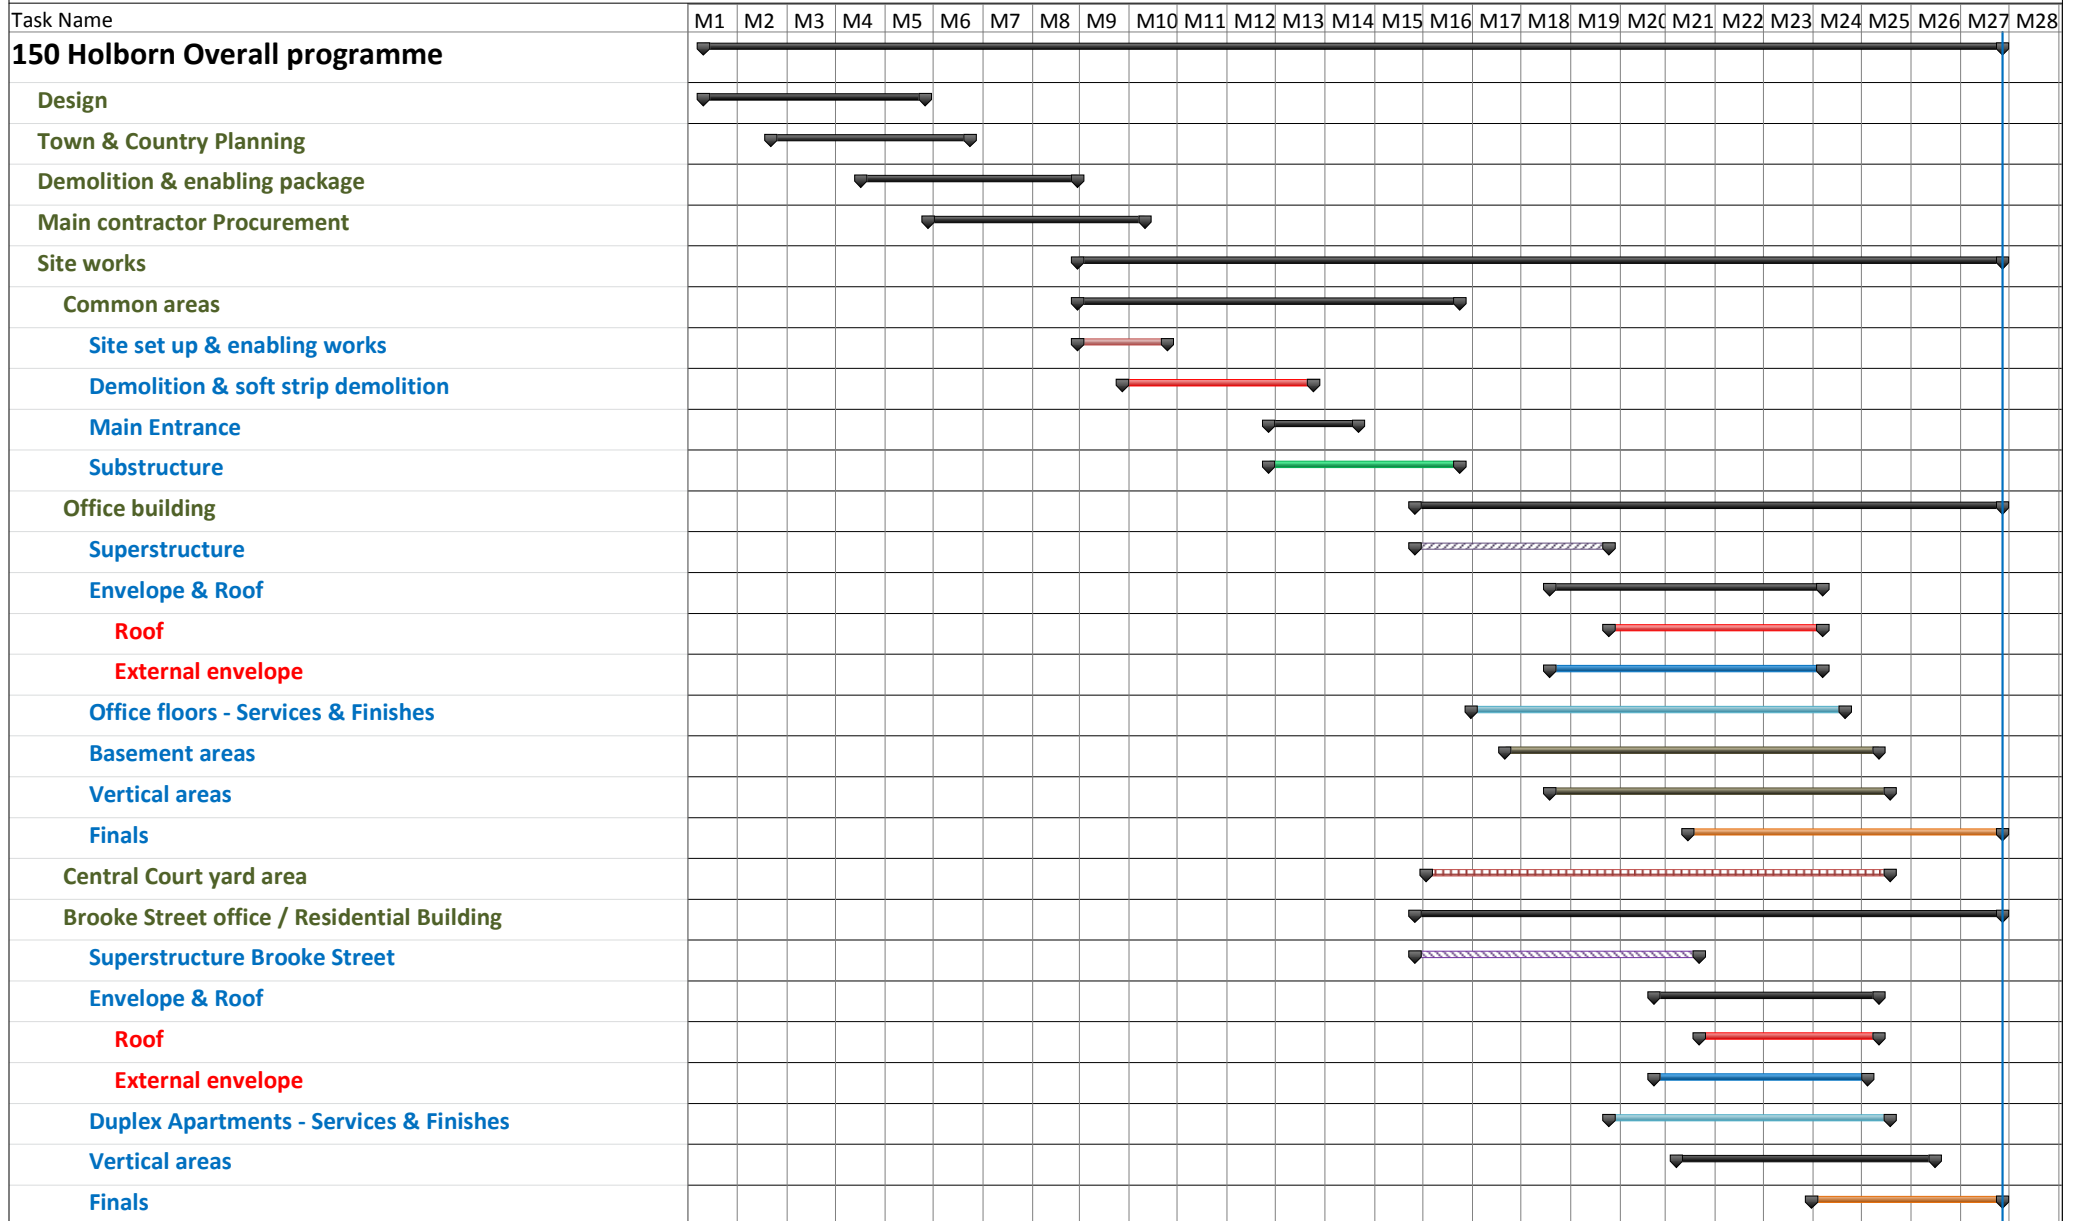 Task Name M1 M2 M3 M4 M5 M6 M7 M8 M9 M10 M11 M12 M13 M14 M15 M16 M17 M18 M19 M20 M21 M22 M23 M24 M25 M26 M27 M28
150 Holborn Overall programme
Design
Town & Country Planning
Demolition & enabling package
Main contractor Procurement
Site works
Common areas
Site set up & enabling works
Demolition & soft strip demolition
Main Entrance
Substructure
Office building
Superstructure
Envelope & Roof
Roof
External envelope
Office floors - Services & Finishes
Basement areas
Vertical areas
Finals
Central Court yard area
Brooke Street office / Residential Building
Superstructure Brooke Street
Envelope & Roof
Roof
External envelope
Duplex Apartments - Services & Finishes
Vertical areas
Finals